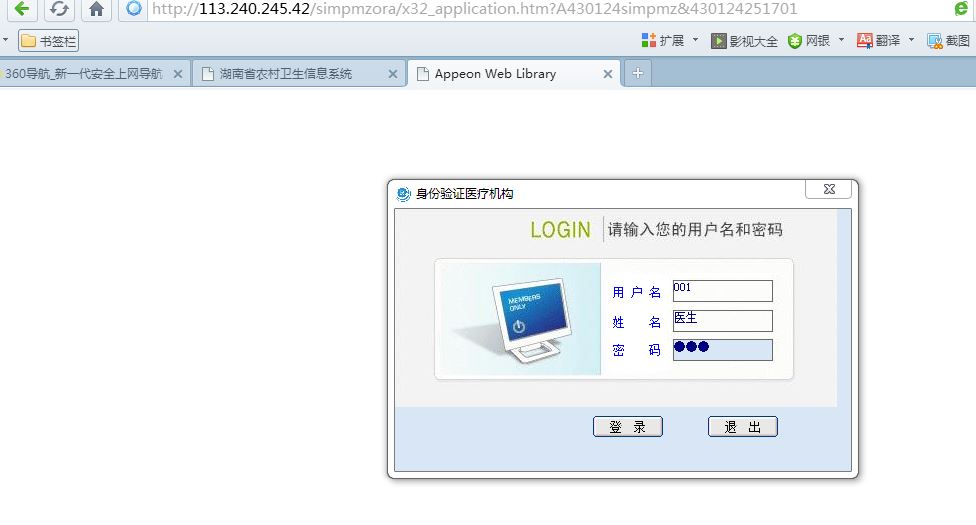 http://113.240.245.42/simpmzora/x32_application.htm?A430124simpmz&430124251701
书签栏 扩展 影视大全 网银 翻译 截图
360导航_新一代安全上网导航 湖南省农村卫生信息系统 Appeon Web Library
身份验证医疗机构
LOGIN 请输入您的用户名和密码
MEMBERS
ONLY
用户名 001
姓 名 医生
密 码 ●●●
登 录 退 出